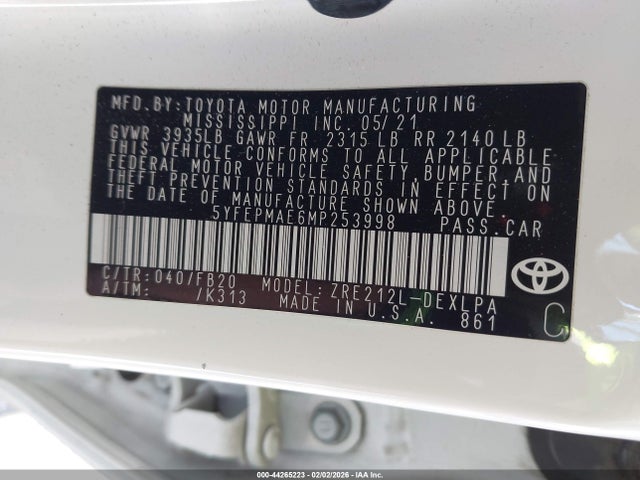 MFD.BY:TOYOTA MOTOR MANUFACTURING
MISSISSIPPI INC. 05/21
GVWR 3935LB GAWR FR 2315 LB RR 2140LB
THIS VEHICLE CONFORMS TO ALL APPLICABLE
FEDERAL MOTOR VEHICLE SAFETY, BUMPER, AND
THEFT PREVENTION STANDARDS IN EFFECT ON
THE DATE OF MANUFACTURE SHOWN ABOVE.
5YFEPMAE6MP253998 PASS.CAR
C/TR:040/FB20 MODEL:ZRE212L-DEXLPA
A/TM: /K313 MADE IN U.S.A. 861
C
000-44265223 - 02/02/2026 - IAAI Inc.